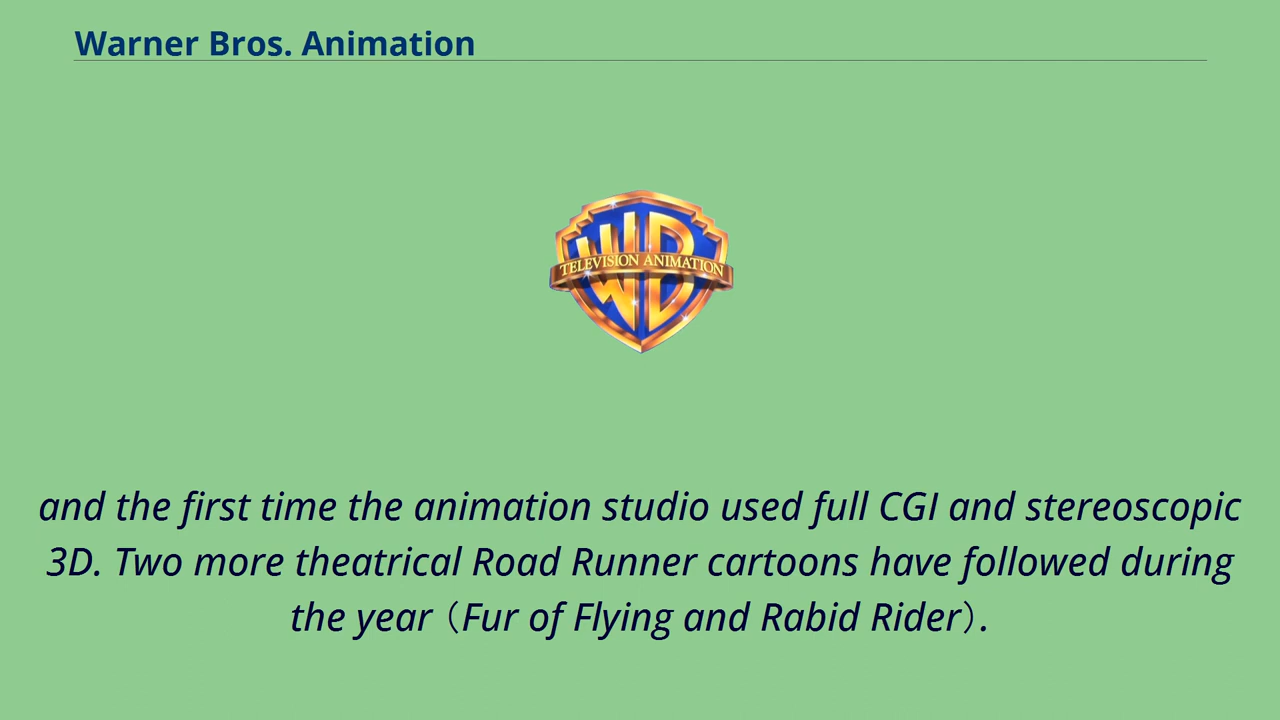 Warner Bros. Animation
WB
TELEVISION ANIMATION
and the first time the animation studio used full CGI and stereoscopic
3D. Two more theatrical Road Runner cartoons have followed during
the year（Fur of Flying and Rabid Rider）.